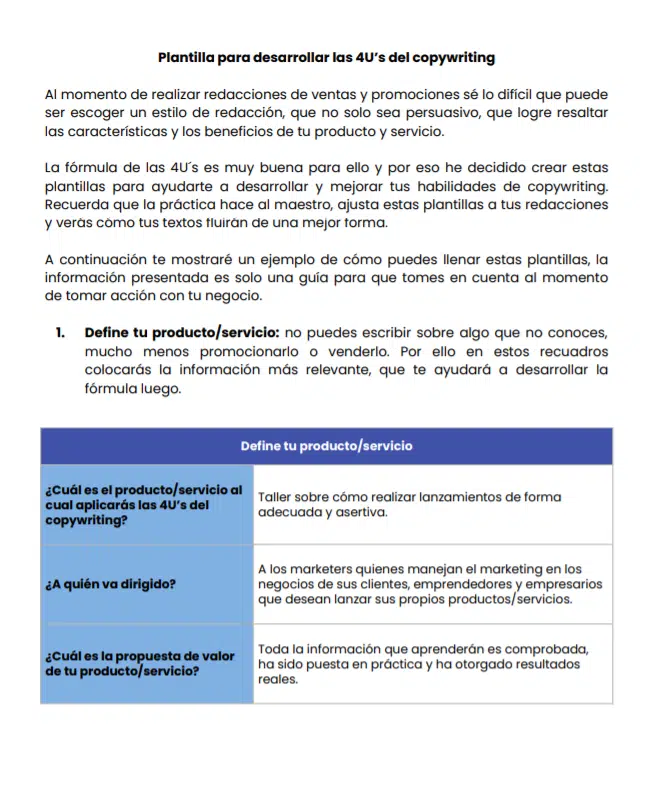 Plantilla para desarrollar las 4U's del copywriting
Al momento de realizar redacciones de ventas y promociones sé lo difícil que puede
ser escoger un estilo de redacción, que no solo sea persuasivo, que logre resaltar
las características y los beneficios de tu producto y servicio.
La fórmula de las 4U´s es muy buena para ello y por eso he decidido crear estas
plantillas para ayudarte a desarrollar y mejorar tus habilidades de copywriting.
Recuerda que la práctica hace al maestro, ajusta estas plantillas a tus redacciones
y verás cómo tus textos fluirán de una mejor forma.
A continuación te mostraré un ejemplo de cómo puedes llenar estas plantillas, la
información presentada es solo una guía para que tomes en cuenta al momento
de tomar acción con tu negocio.
1. Define tu producto/servicio: no puedes escribir sobre algo que no conoces,
mucho menos promocionarlo o venderlo. Por ello en estos recuadros
colocarás la información más relevante, que te ayudará a desarrollar la
fórmula luego.
Define tu producto/servicio
¿Cuál es el producto/servicio al
cual aplicarás las 4U's del
copywriting?
Taller sobre cómo realizar lanzamientos de forma
adecuada y asertiva.
¿A quién va dirigido?
A los marketers quienes manejan el marketing en los
negocios de sus clientes, emprendedores y empresarios
que desean lanzar sus propios productos/servicios.
¿Cuál es la propuesta de valor
de tu producto/servicio?
Toda la información que aprenderán es comprobada,
ha sido puesta en práctica y ha otorgado resultados
reales.